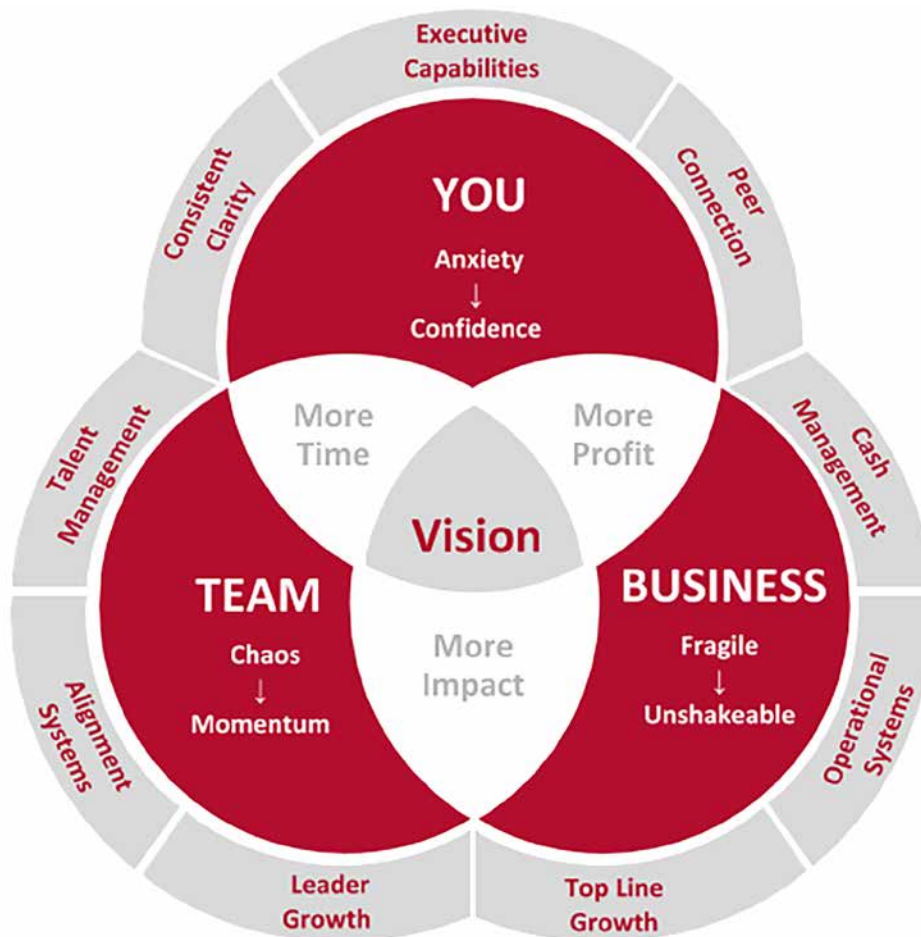 Executive
Capabilities
Consistent
Clarity
Peer
Connection
YOU
Anxiety
↓
Confidence
More
Time
More
Profit
Talent
Management
Cash
Management
Vision
TEAM
Chaos
↓
Momentum
BUSINESS
Fragile
↓
Unshakeable
More
Impact
Alignment
Systems
Operational
Systems
Leader
Growth
Top Line
Growth